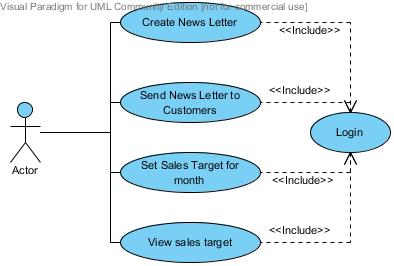 Visual Paradigm for UML Community Edition [not for commercial use]
Create News Letter
<<Include>>
Send News Letter to
Customers
<<Include>>
Login
Actor
Set Sales Target for
month
<<Include>>
View sales target
<<Include>>